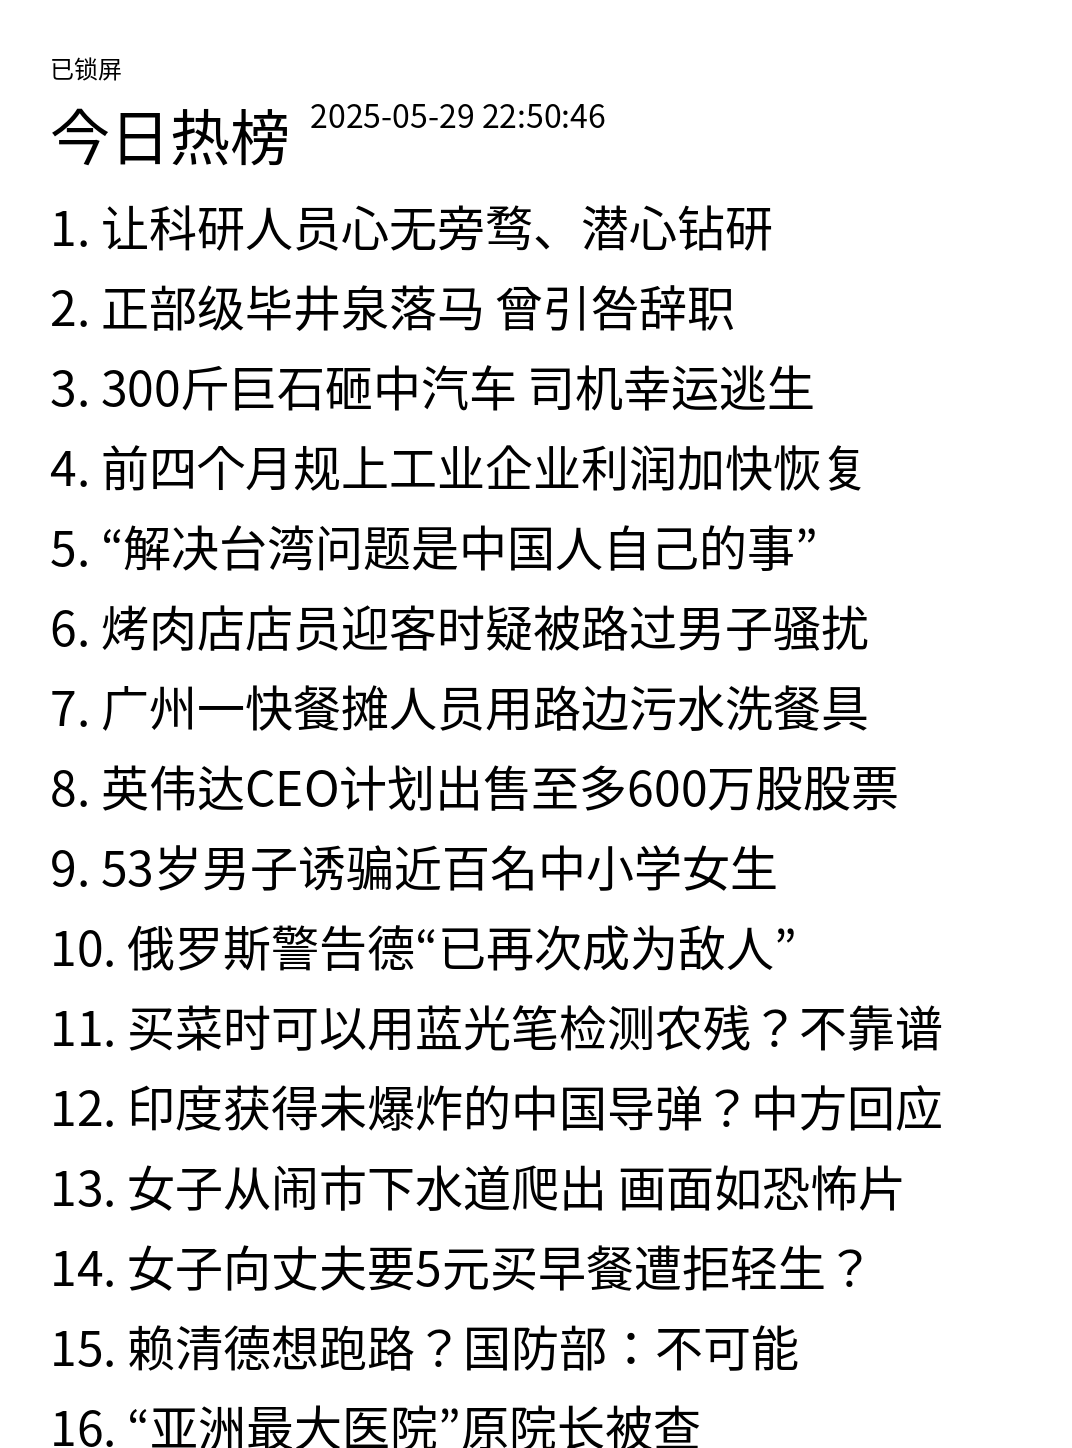 已锁屏
今日热榜 2025-05-29 22:50:46
1. 让科研人员心无旁骛、潜心钻研
2. 正部级毕井泉落马 曾引咎辞职
3. 300斤巨石砸中汽车 司机幸运逃生
4. 前四个月规上工业企业利润加快恢复
5. “解决台湾问题是中国人自己的事”
6. 烤肉店店员迎客时疑被路过男子骚扰
7. 广州一快餐摊人员用路边污水洗餐具
8. 英伟达CEO计划出售至多600万股股票
9. 53岁男子诱骗近百名中小学女生
10. 俄罗斯警告德“已再次成为敌人”
11. 买菜时可以用蓝光笔检测农残？不靠谱
12. 印度获得未爆炸的中国导弹？中方回应
13. 女子从闹市下水道爬出 画面如恐怖片
14. 女子向丈夫要5元买早餐遭拒轻生？
15. 赖清德想跑路？国防部：不可能
16. “亚洲最大医院”原院长被查